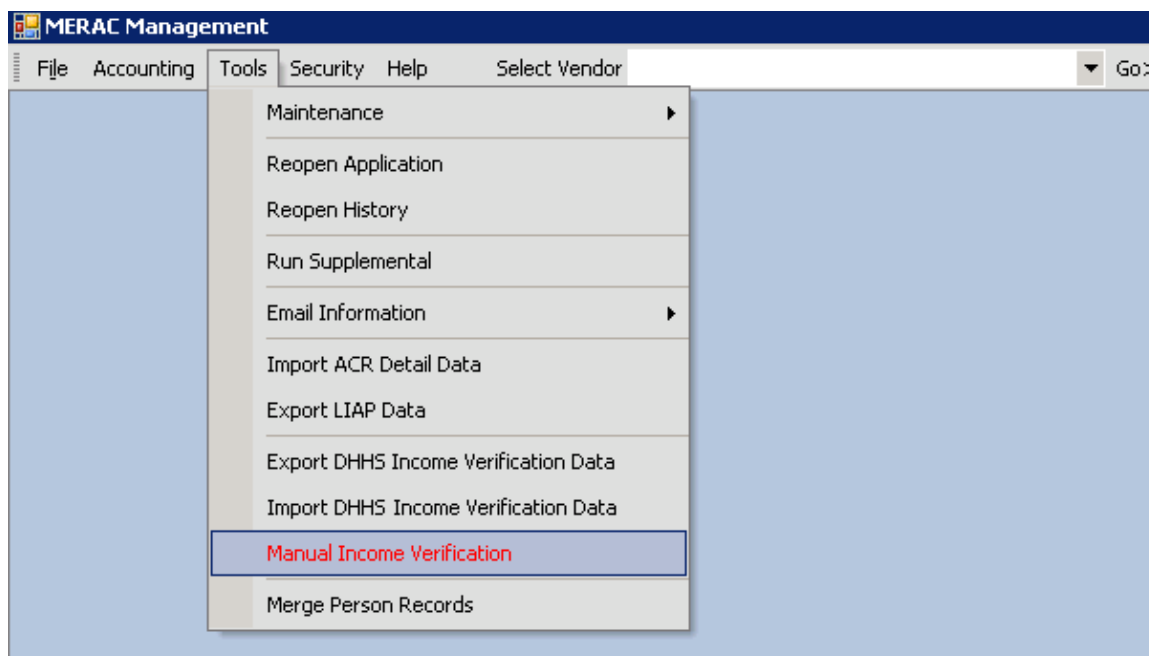 MERAC Management
File Accounting Tools Security Help Select Vendor Go>
Maintenance
Reopen Application
Reopen History
Run Supplemental
Email Information
Import ACR Detail Data
Export LIAP Data
Export DHHS Income Verification Data
Import DHHS Income Verification Data
Manual Income Verification
Merge Person Records